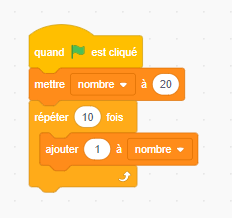 quand est cliqué
mettre nombre à 20
répéter 10 fois
ajouter 1 à nombre